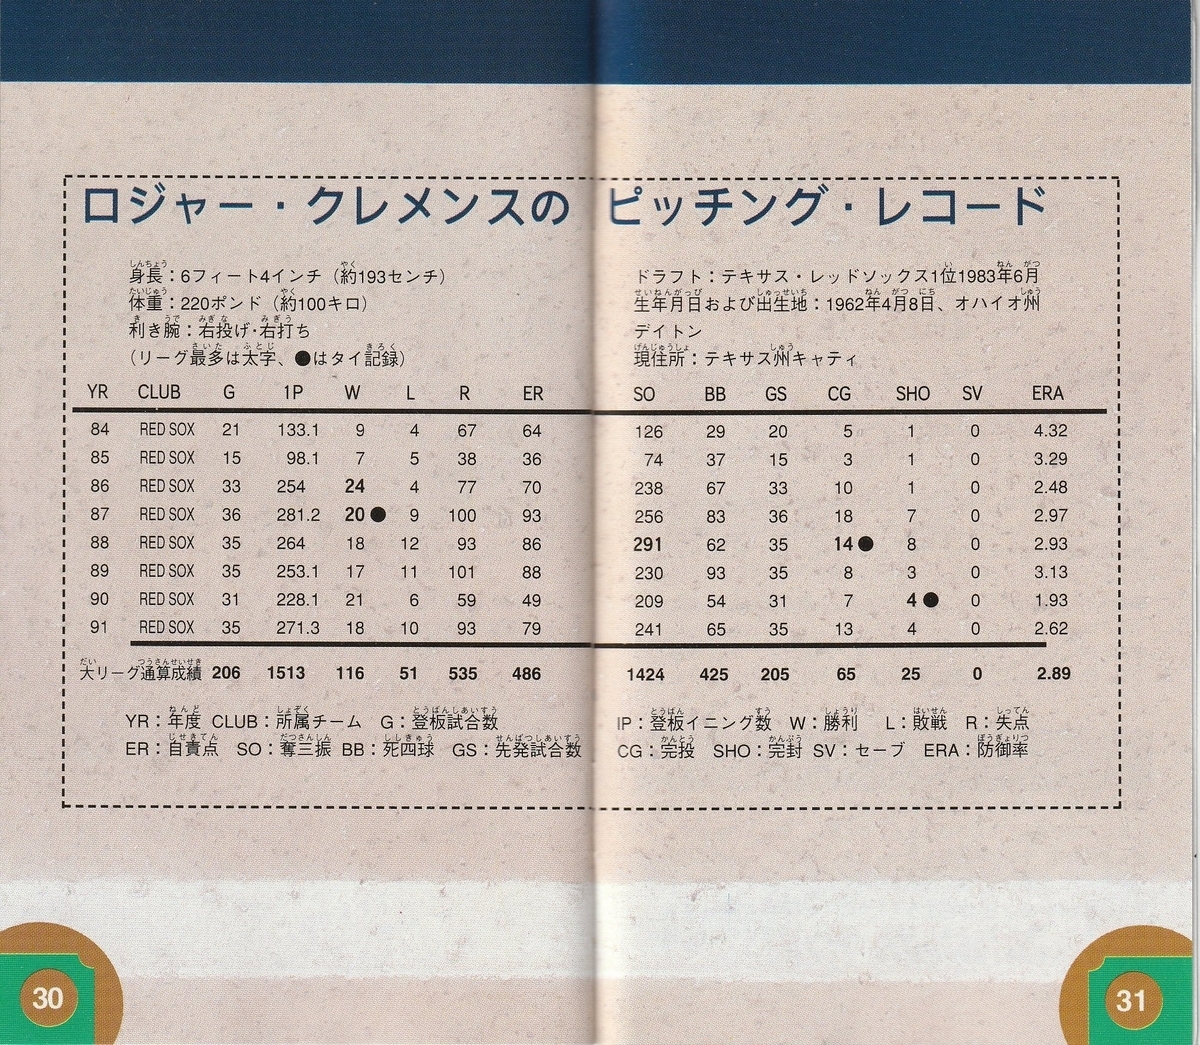 ロジャー・クレメンスの ピッチング・レコード
身長：6フィート4インチ（約193センチ）
体重：220ポンド（約100キロ）
利き腕：右投げ・右打ち
（リーグ最多は太字、●はタイ記録）
ドラフト：テキサス・レッドソックス1位1983年6月
生年月日および出生地：1962年4月8日、オハイオ州
デイトン
現住所：テキサス州キャティ
YR CLUB G 1P W L R ER SO BB GS CG SHO SV ERA
84 RED SOX 21 133.1 9 4 67 64 126 29 20 5 1 0 4.32
85 RED SOX 15 98.1 7 5 38 36 74 37 15 3 1 0 3.29
86 RED SOX 33 254 24 4 77 70 238 67 33 10 1 0 2.48
87 RED SOX 36 281.2 20● 9 100 93 256 83 36 18 7 0 2.97
88 RED SOX 35 264 18 12 93 86 291 62 35 14● 8 0 2.93
89 RED SOX 35 253.1 17 11 101 88 230 93 35 8 3 0 3.13
90 RED SOX 31 228.1 21 6 59 49 209 54 31 7 4● 0 1.93
91 RED SOX 35 271.3 18 10 93 79 241 65 35 13 4 0 2.62
大リーグ通算成績 206 1513 116 51 535 486 1424 425 205 65 25 0 2.89
YR：年度 CLUB：所属チーム G：登板試合数 IP：登板イニング数 W：勝利 L：敗戦 R：失点
ER：自責点 SO：奪三振 BB：死四球 GS：先発試合数 CG：完投 SHO：完封 SV：セーブ ERA：防御率
30
31